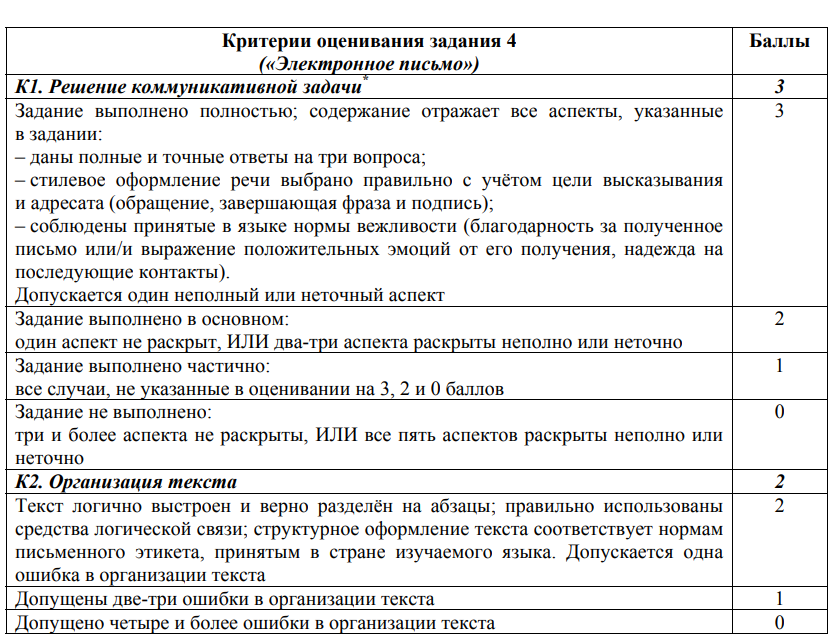 Критерии оценивания задания 4
(«Электронное письмо»)
Баллы
К1. Решение коммуникативной задачи*
3
Задание выполнено полностью; содержание отражает все аспекты, указанные
в задании:
– даны полные и точные ответы на три вопроса;
– стилевое оформление речи выбрано правильно с учётом цели высказывания
и адресата (обращение, завершающая фраза и подпись);
– соблюдены принятые в языке нормы вежливости (благодарность за полученное
письмо или/и выражение положительных эмоций от его получения, надежда на
последующие контакты).
Допускается один неполный или неточный аспект
3
Задание выполнено в основном:
один аспект не раскрыт, ИЛИ два-три аспекта раскрыты неполно или неточно
2
Задание выполнено частично:
все случаи, не указанные в оценивании на 3, 2 и 0 баллов
1
Задание не выполнено:
три и более аспекта не раскрыты, ИЛИ все пять аспектов раскрыты неполно или
неточно
0
К2. Организация текста
2
Текст логично выстроен и верно разделён на абзацы; правильно использованы
средства логической связи; структурное оформление текста соответствует нормам
письменного этикета, принятым в стране изучаемого языка. Допускается одна
ошибка в организации текста
2
Допущены две-три ошибки в организации текста
1
Допущено четыре и более ошибки в организации текста
0